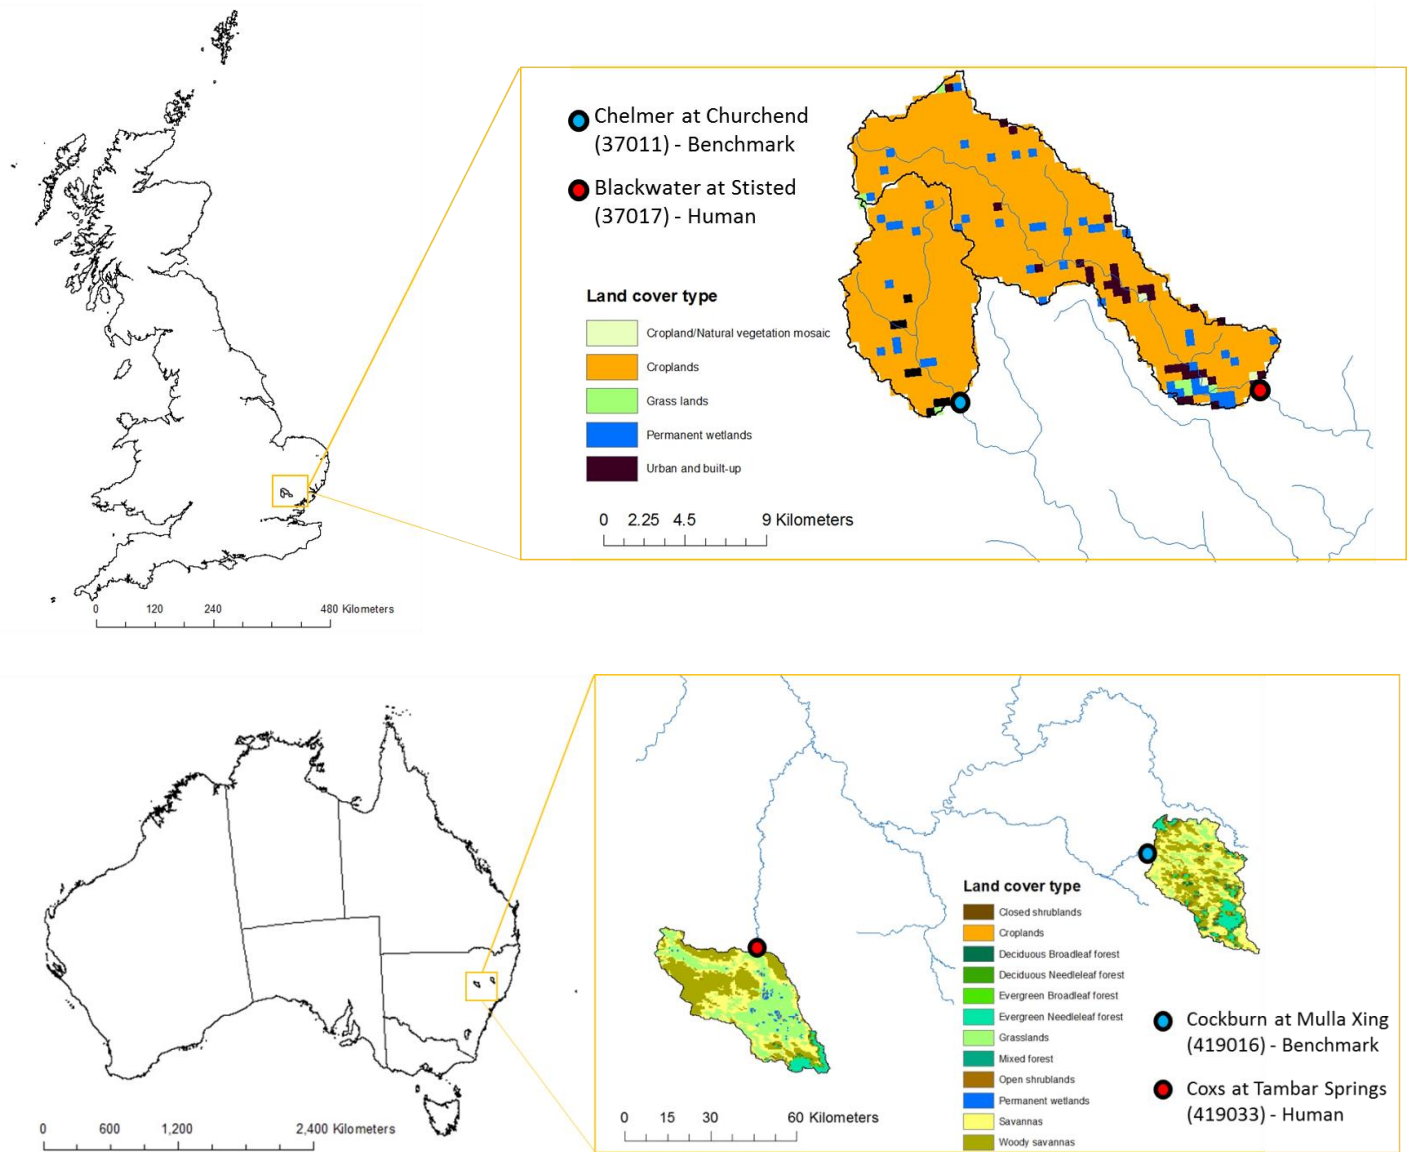 Chelmer at Churchend
(37011) - Benchmark
Blackwater at Stisted
(37017) - Human
Land cover type
Cropland/Natural vegetation mosaic
Croplands
Grass lands
Permanent wetlands
Urban and built-up
0 2.25 4.5 9 Kilometers
0 120 240 480 Kilometers
Land cover type
Closed shrublands
Croplands
Deciduous Broadleaf forest
Deciduous Needleleaf forest
Evergreen Broadleaf forest
Evergreen Needleleaf forest
Grasslands
Mixed forest
Open shrublands
Permanent wetlands
Savannas
Woody savannas
Cockburn at Mulla Xing
(419016) - Benchmark
Coxs at Tambar Springs
(419033) - Human
0 15 30 60 Kilometers
0 600 1,200 2,400 Kilometers